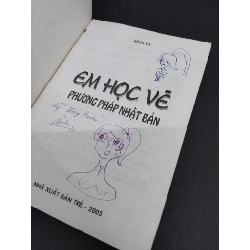 EM HỌC VẼ
PHƯƠNG PHÁP NHẬT BẢN
NHÀ XUẤT BẢN TRẺ - 2005